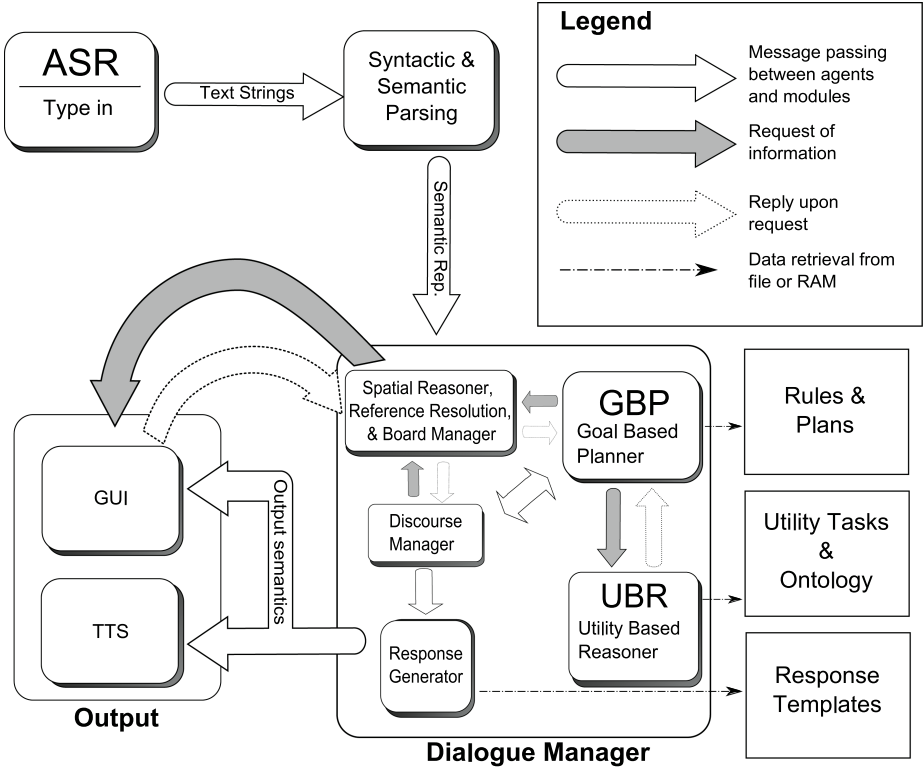 ASR
Type in
Text Strings
Syntactic &
Semantic
Parsing
Legend
Message passing
between agents
and modules
Request of
information
Reply upon
request
Data retrieval from
file or RAM
Semantic Rep.
Spatial Reasoner,
Reference Resolution,
& Board Manager
GBP
Goal Based
Planner
Rules &
Plans
GUI
Output semantics
Discourse
Manager
Utility Tasks
&
Ontology
TTS
UBR
Utility Based
Reasoner
Response
Generator
Response
Templates
Output
Dialogue Manager